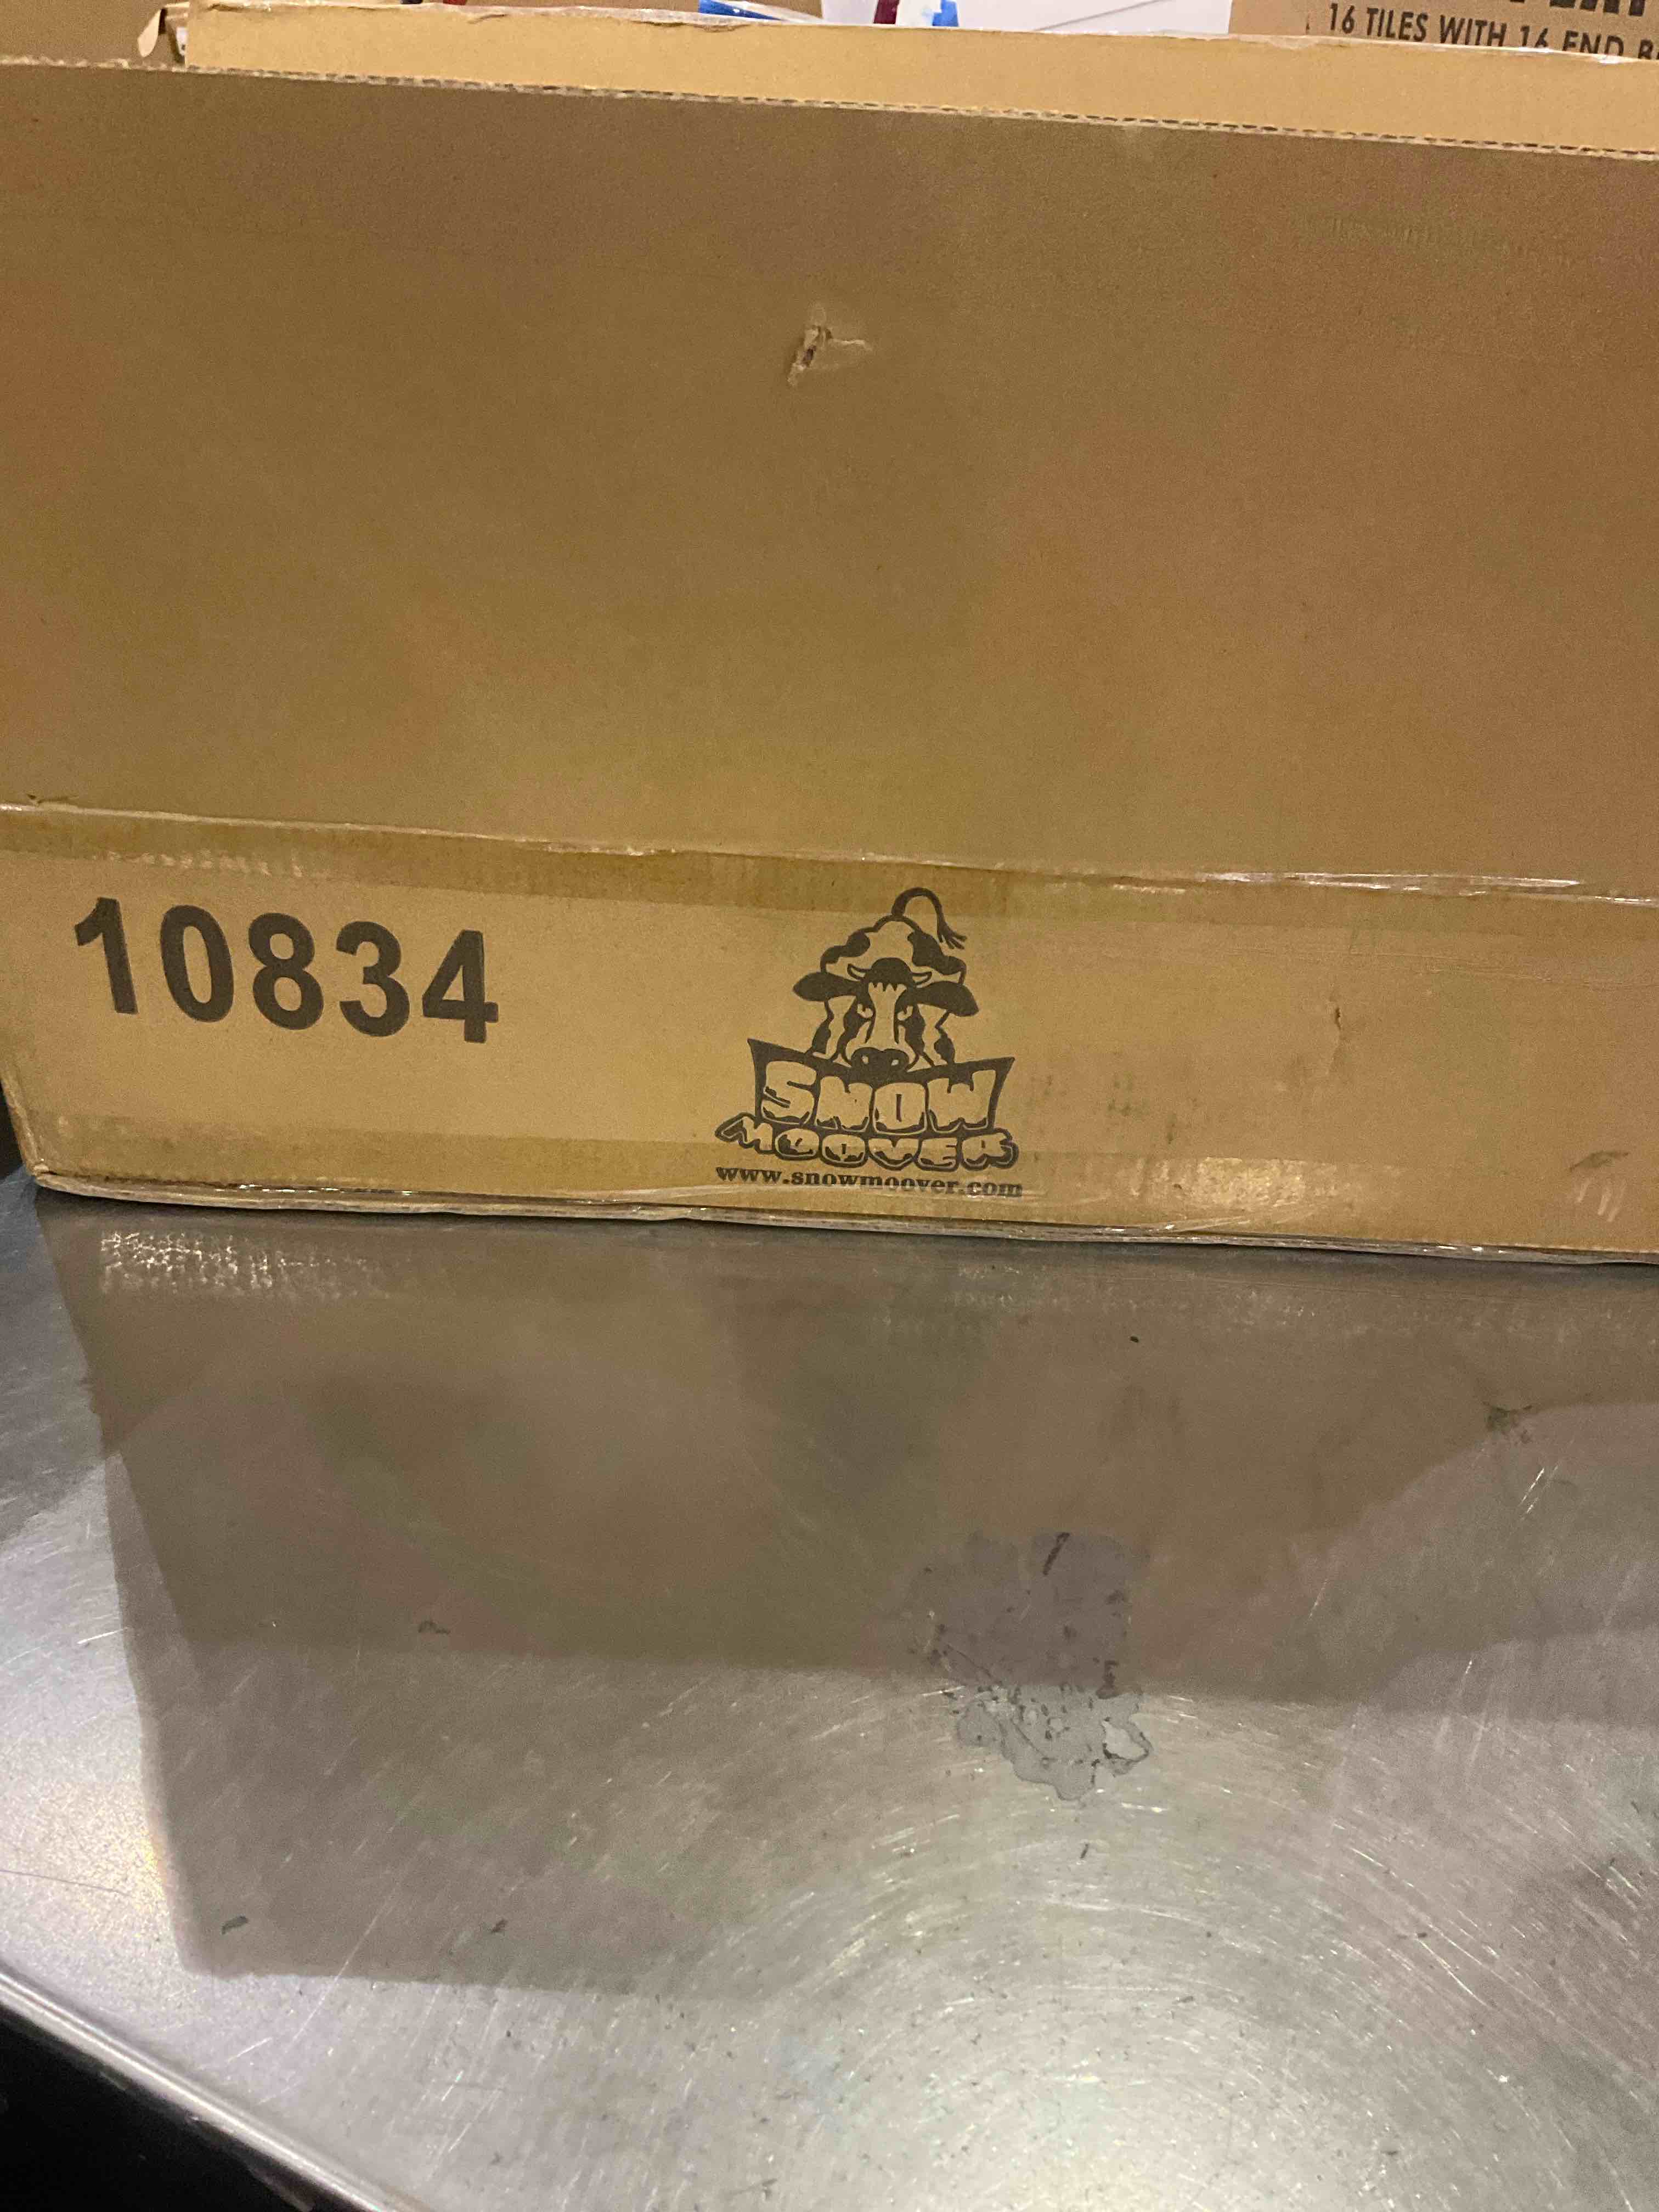 16 TILES WITH 16 END
10834
SNOW
MOOVER
www.snowmoover.com